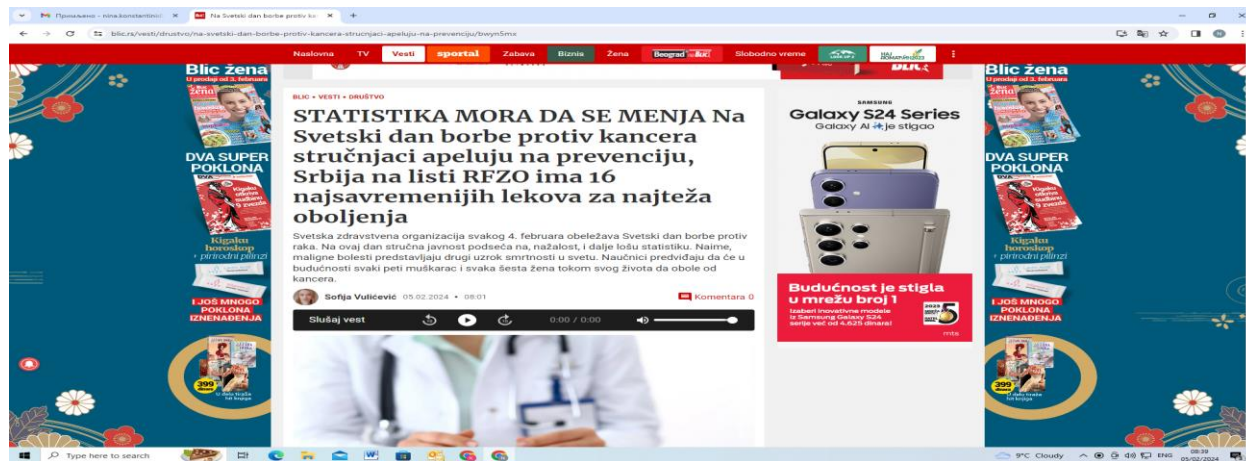 Примљено - nina.konstantinic
Na Svetski dan borbe protiv kan
blic.rs/vesti/drustvo/na-svetski-dan-borbe-protiv-kancera-strucnjaci-apeluju-na-prevenciju/bwyn5mx
Naslovna TV Vesti sportal Zabava Biznis Žena Beograd Slobodno vreme
Blic žena
U prodaji od 3. februara
DVA SUPER
POKLONA
Kigaku
horoskop
+ pirirodni pilinzi
I JOŠ MNOGO
POKLONA
IZNENAĐENJA
399
BLIC • VESTI • DRUŠTVO
STATISTIKA MORA DA SE MENJA Na
Svetski dan borbe protiv kancera
stručnjaci apeluju na prevenciju,
Srbija na listi RFZO ima 16
najsavremenijih lekova za najteža
oboljenja
Svetska zdravstvena organizacija svakog 4. februara obeležava Svetski dan borbe protiv
raka. Na ovaj dan stručna javnost podseća na, nažalost, i dalje lošu statistiku. Naime,
maligne bolesti predstavljaju drugi uzrok smrtnosti u svetu. Naučnici predviđaju da će u
budućnosti svaki peti muškarac i svaka šesta žena tokom svog života da obole od
kancera.
Sofija Vulićević 05.02.2024 • 08:01
Komentara 0
Slušaj vest
0:00 / 0:00
SAMSUNG
Galaxy S24 Series
Galaxy AI je stigao
Budućnost je stigla
u mrežu broj 1
Izaberi inovativne modele
iz Samsung Galaxy S24
serije već od 4.625 dinara!
mts
Blic žena
U prodaji od 3. februara
DVA SUPER
POKLONA
Kigaku
horoskop
+ pirirodni pilinzi
I JOŠ MNOGO
POKLONA
IZNENAĐENJA
399
Type here to search
9°C Cloudy
ENG
08:39
05/02/2024